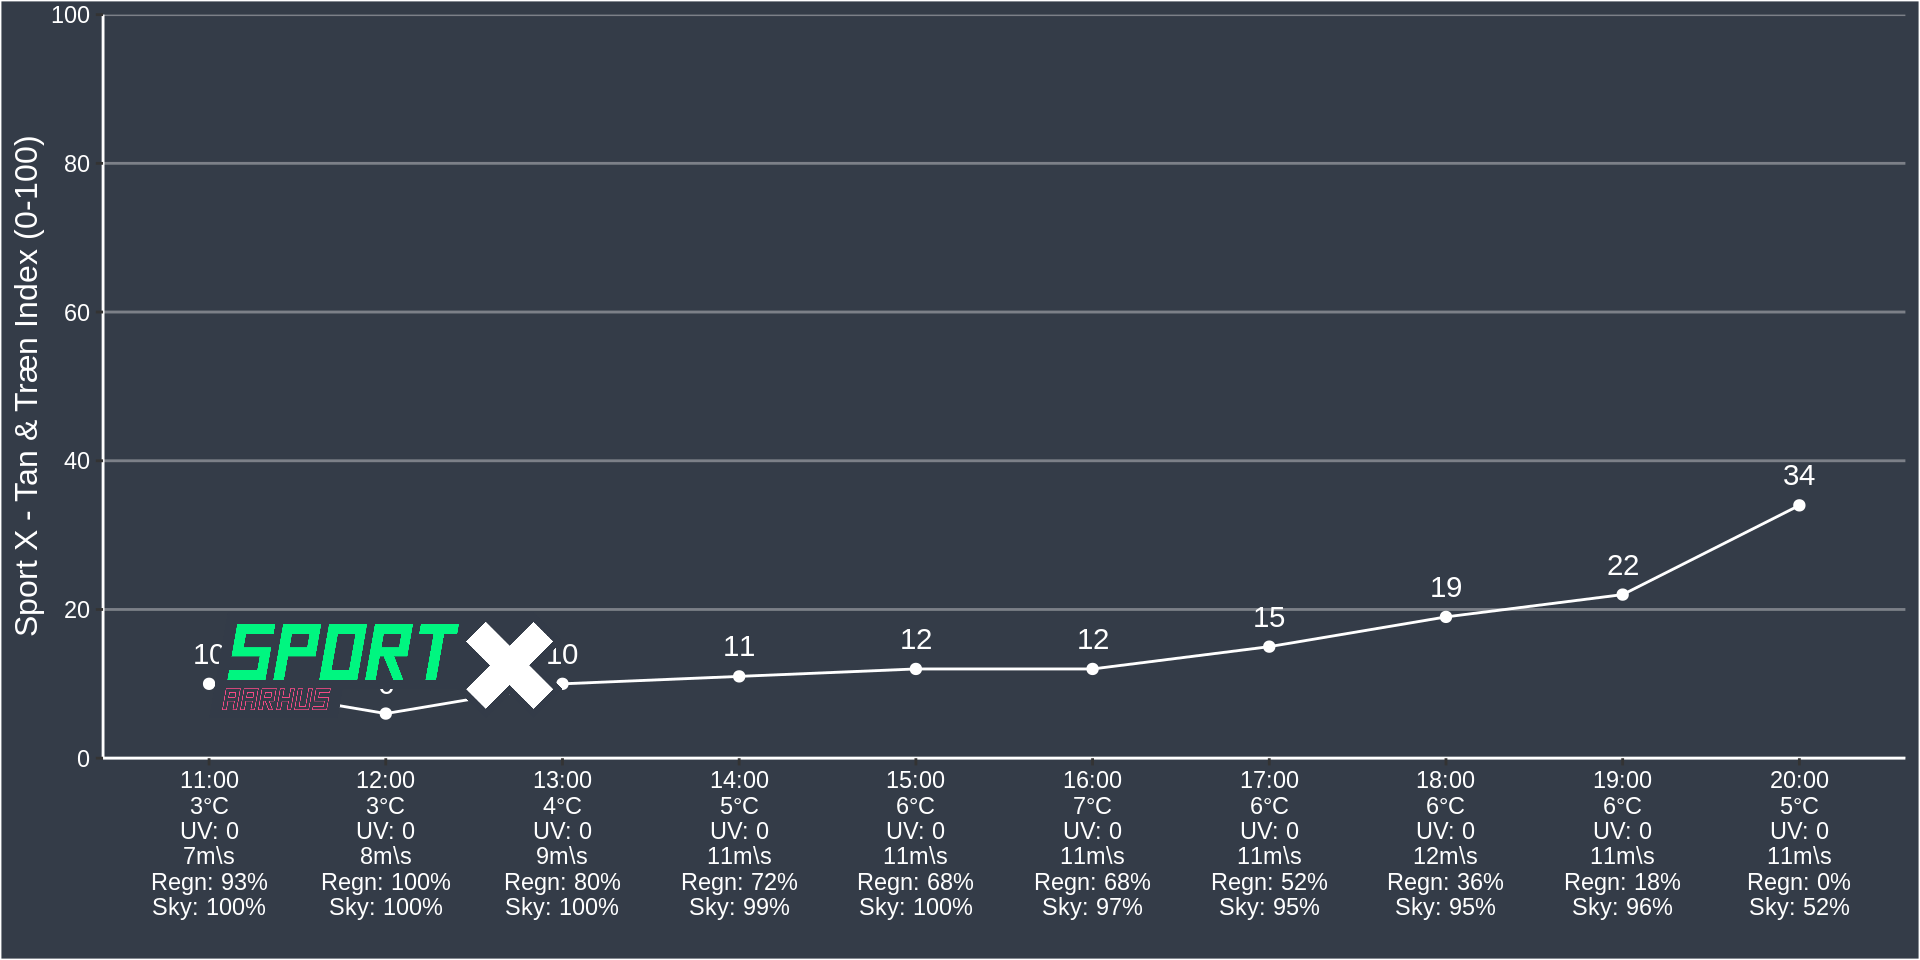 Sport X - Tan & Træn Index (0-100)
100
80
60
40
20
0
10
10
11
12
12
15
19
22
34
SPORT X
AARHUS
11:00 12:00 13:00 14:00 15:00 16:00 17:00 18:00 19:00 20:00
3°C 3°C 4°C 5°C 6°C 7°C 6°C 6°C 6°C 5°C
UV: 0 UV: 0 UV: 0 UV: 0 UV: 0 UV: 0 UV: 0 UV: 0 UV: 0 UV: 0
7m\s 8m\s 9m\s 11m\s 11m\s 11m\s 11m\s 12m\s 11m\s 11m\s
Regn: 93% Regn: 100% Regn: 80% Regn: 72% Regn: 68% Regn: 68% Regn: 52% Regn: 36% Regn: 18% Regn: 0%
Sky: 100% Sky: 100% Sky: 100% Sky: 99% Sky: 100% Sky: 97% Sky: 95% Sky: 95% Sky: 96% Sky: 52%